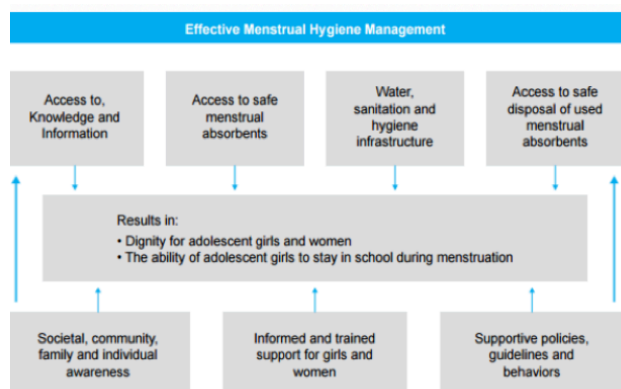 Effective Menstrual Hygiene Management
Access to,
Knowledge and
Information
Access to safe
menstrual
absorbents
Water,
sanitation and
hygiene
infrastructure
Access to safe
disposal of used
menstrual
absorbents
Results in:
• Dignity for adolescent girls and women
• The ability of adolescent girls to stay in school during menstruation
Societal, community,
family and individual
awareness
Informed and trained
support for girls and
women
Supportive policies,
guidelines and
behaviors